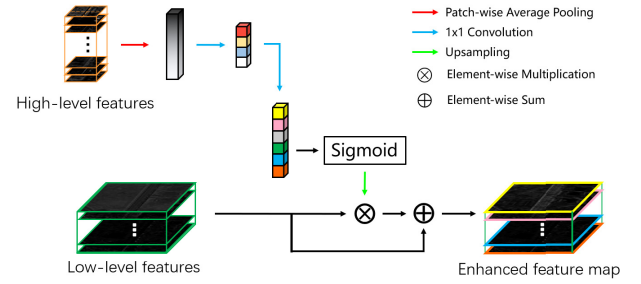 Patch-wise Average Pooling
1x1 Convolution
Upsampling
Element-wise Multiplication
Element-wise Sum
High-level features
Sigmoid
Low-level features
Enhanced feature map